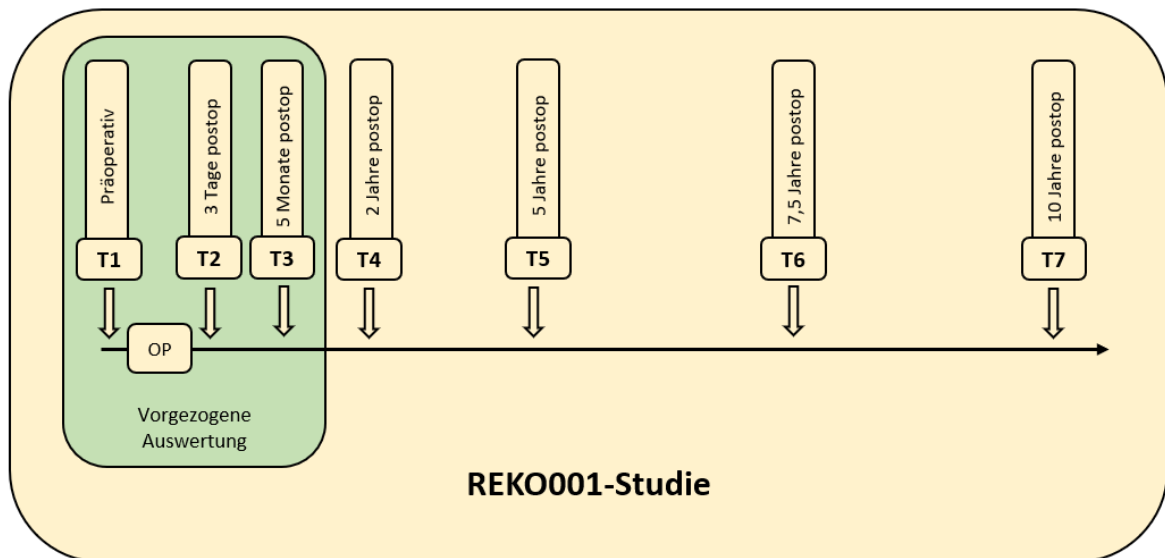 Präoperativ
3 Tage postop
5 Monate postop
2 Jahre postop
5 Jahre postop
7,5 Jahre postop
10 Jahre postop
T1
T2
T3
T4
T5
T6
T7
OP
Vorgezogene
Auswertung
REKO001-Studie